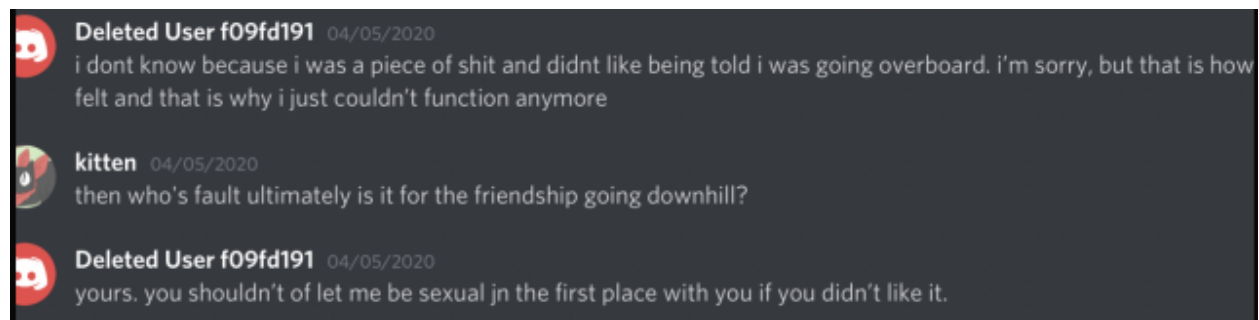 Deleted User f09fd191 04/05/2020
i dont know because i was a piece of shit and didnt like being told i was going overboard. i'm sorry, but that is how
felt and that is why i just couldn't function anymore
kitten 04/05/2020
then who's fault ultimately is it for the friendship going downhill?
Deleted User f09fd191 04/05/2020
yours. you shouldn't of let me be sexual jn the first place with you if you didn't like it.